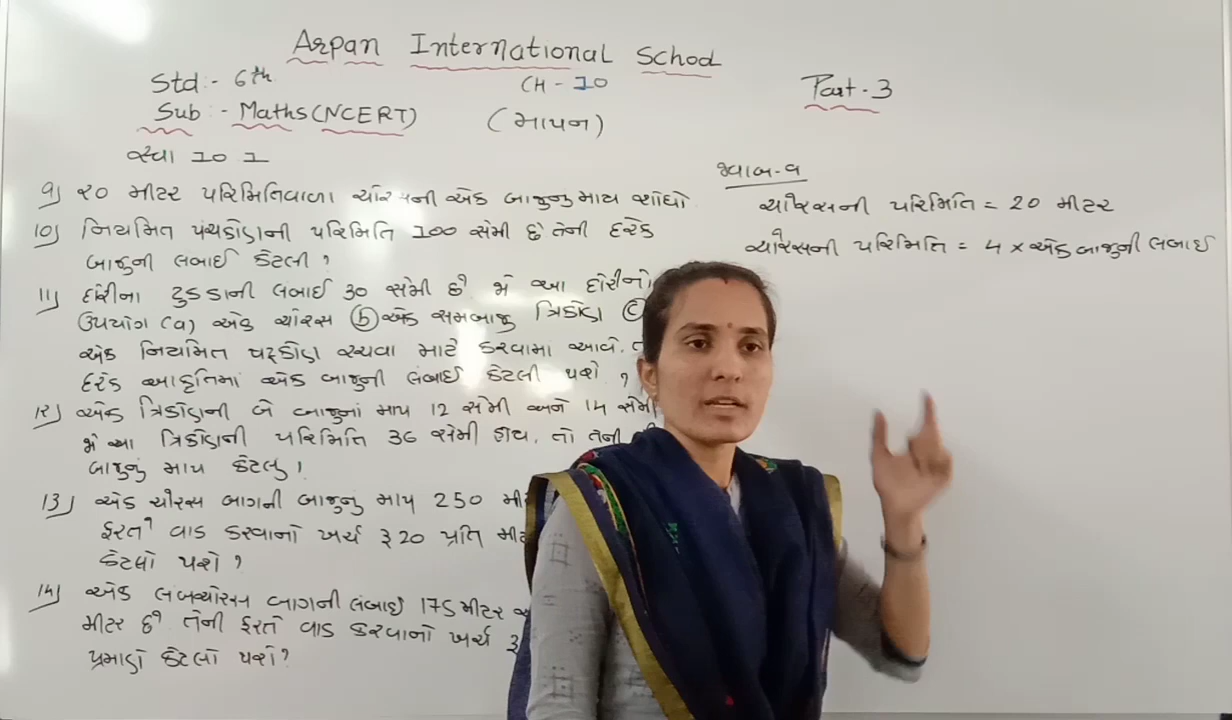 Arpan International School
Std:- 6th
CH - 10
Part-3
Sub :- Maths (NCERT)
(માપન)
સ્વા 10 1
9) ૨૦ મીટર પરિમિતિવાળા ચોરસની એક બાજુનુ માપ શોધો.
10) નિયમિત પંચકોણની પરિમિતિ 100 સેમી છે તેની દરેક
બાજુની લંબાઈ કેટલી?
11) દોરીના ટુકડાની લંબાઈ 30 સેમી છે જો આ દોરીનો
ઉપયોગ (a) એક ચોરસ (b) એક સમબાજુ ત્રિકોણ (c)
એક નિયમિત ષટ્કોણ રચવા માટે કરવામા આવે.
દરેક આકૃતિમાં એક બાજુની લંબાઈ કેટલી થશે ?
12) એક ત્રિકોણની બે બાજુનાં માપ 12 સેમી અને 14 સેમી
જો આ ત્રિકોણની પરિમિતિ 36 સેમી હોય. તો તેની
બાજુનું માપ કેટલુ?
13) એક ચોરસ બાગની બાજુનું માપ 250
ફરતે વાડ કરવાનો ખર્ચ ₹20 પ્રતિ
કેટલો થશે ?
14) એક લંબચોરસ બાગની લંબાઈ 175 મીટર
મીટર છે તેની ફરતે વાડ કરવાનો ખર્ચ
પ્રમાણે કેટલો થશે?
જવાબ-૯
ચોરસની પરિમિતિ = 20 મીટર
ચોરસની પરિમિતિ = 4 × એક બાજુની લંબાઈ